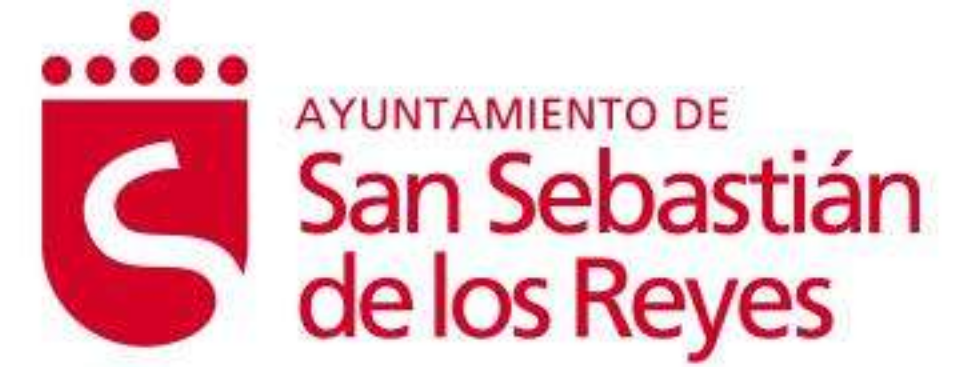 AYUNTAMIENTO DE
San Sebastián
de los Reyes